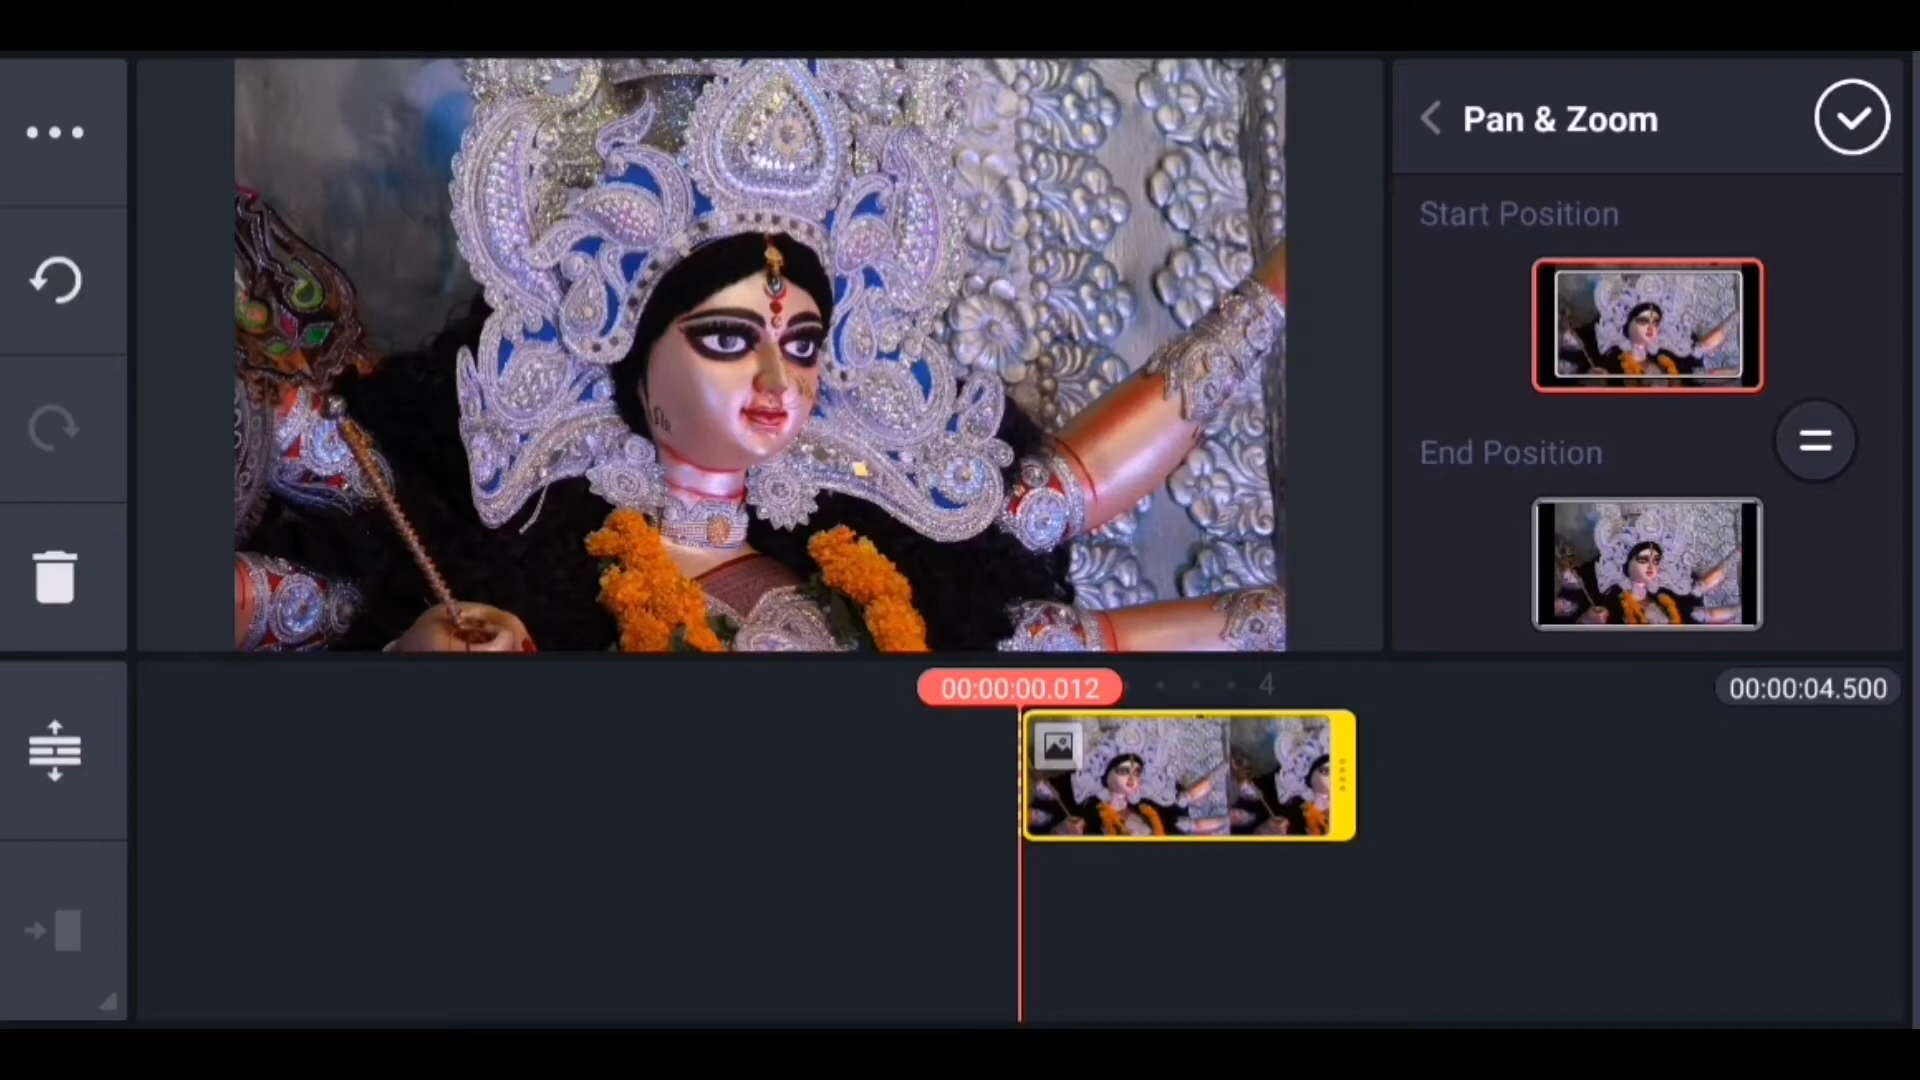 Pan & Zoom
Start Position
End Position
00:00:00.012
4
00:00:04.500